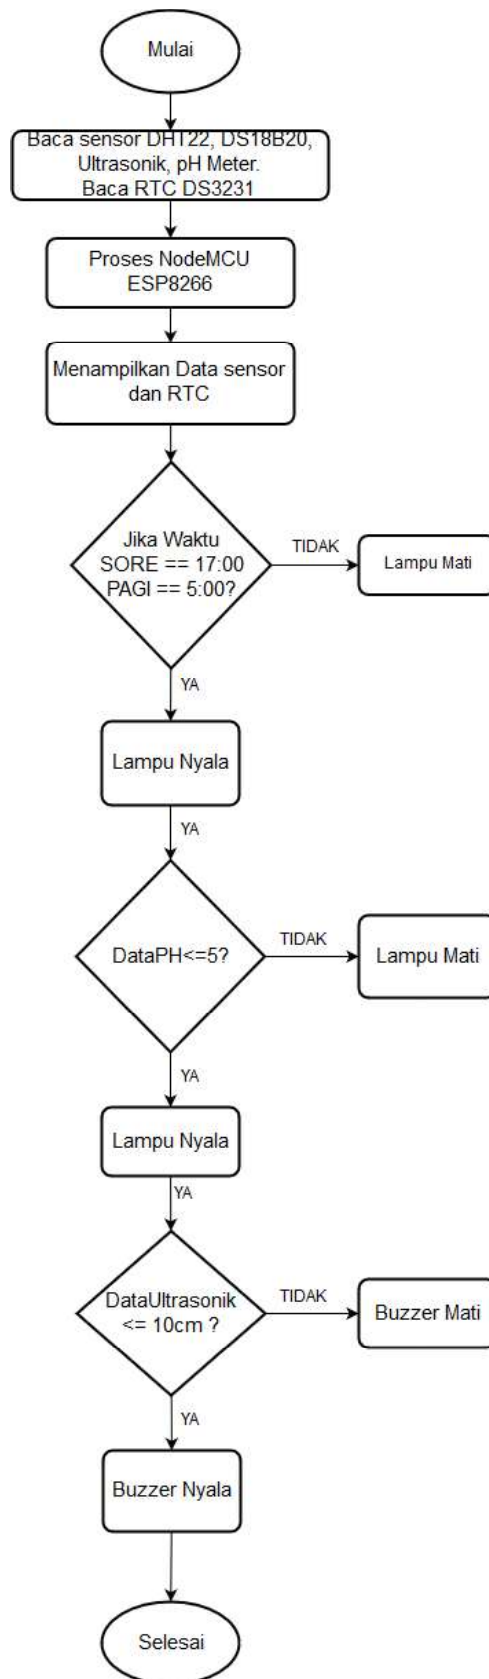 Mulai
Baca sensor DHT22, DS18B20,
Ultrasonik, pH Meter.
Baca RTC DS3231
Proses NodeMCU
ESP8266
Menampilkan Data sensor
dan RTC
Jika Waktu
SORE == 17:00
PAGI == 5:00?
TIDAK
Lampu Mati
YA
Lampu Nyala
YA
DataPH<=5?
TIDAK
Lampu Mati
YA
Lampu Nyala
YA
DataUltrasonik
<= 10cm ?
TIDAK
Buzzer Mati
YA
Buzzer Nyala
Selesai